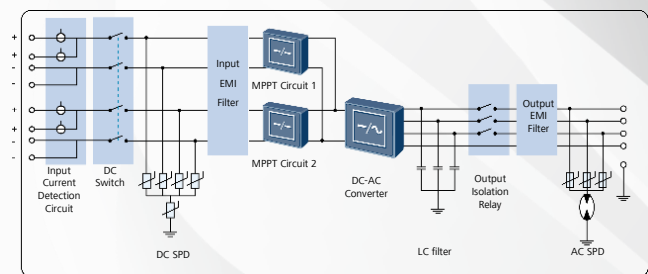 +
+
-
-
+
+
-
-
Input
Current
Detection
Circuit
DC
Switch
DC SPD
Input
EMI
Filter
MPPT Circuit 1
MPPT Circuit 2
DC-AC
Converter
LC filter
Output
Isolation
Relay
Output
EMI
Filter
AC SPD